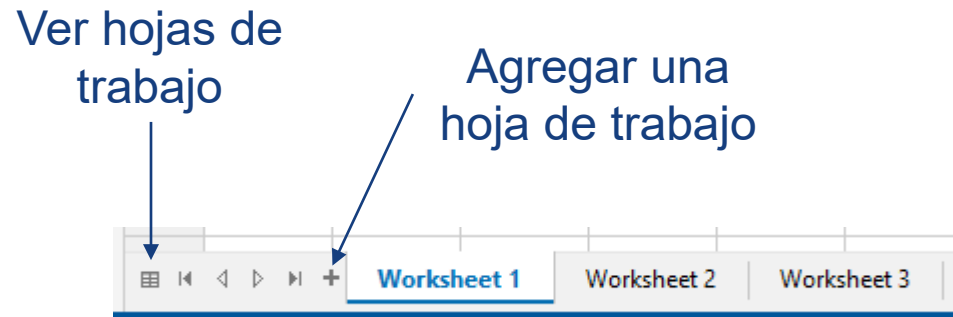 Ver hojas de
trabajo
Agregar una
hoja de trabajo
Worksheet 1
Worksheet 2
Worksheet 3